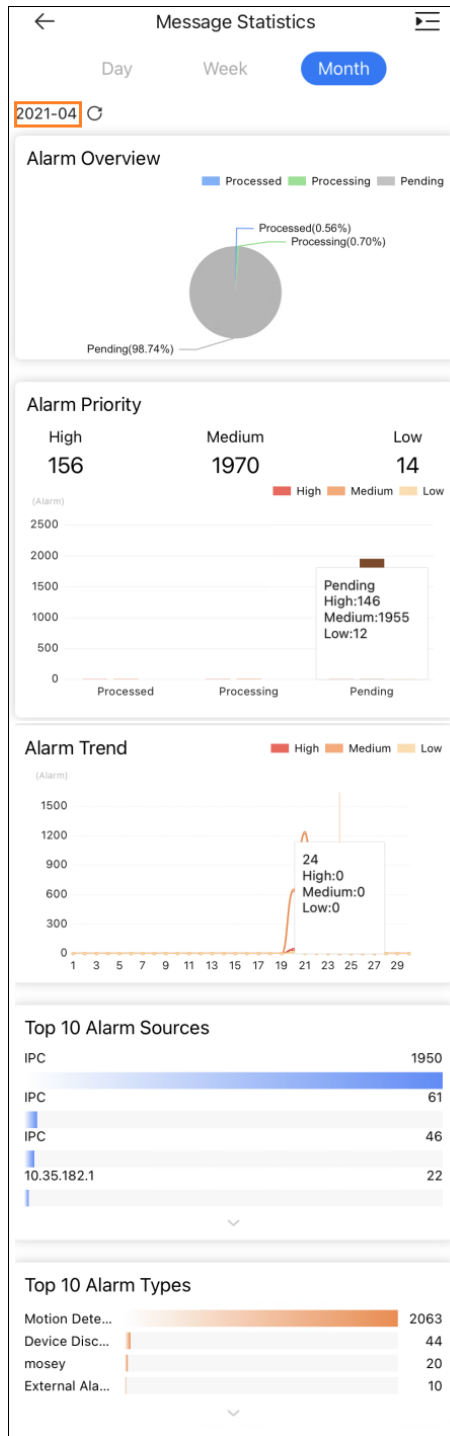 Message Statistics
Day Week Month
2021-04
Alarm Overview
Processed Processing Pending
Processed(0.56%)
Processing(0.70%)
Pending(98.74%)
Alarm Priority
High Medium Low
156 1970 14
High Medium Low
(Alarm)
2500
2000
1500
1000
500
0
Pending
High:146
Medium:1955
Low:12
Processed Processing Pending
Alarm Trend
High Medium Low
(Alarm)
1500
1200
900
600
300
0
24
High:0
Medium:0
Low:0
1 3 5 7 9 11 13 15 17 19 21 23 25 27 29
Top 10 Alarm Sources
IPC 1950
IPC 61
IPC 46
10.35.182.1 22
Top 10 Alarm Types
Motion Dete... 2063
Device Disc... 44
mosey 20
External Ala... 10